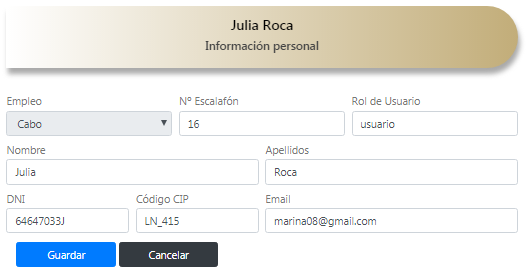 Julia Roca
Información personal
Empleo Nº Escalafón Rol de Usuario
Cabo 16 usuario
Nombre Apellidos
Julia Roca
DNI Código CIP Email
64647033J LN_415 marina08@gmail.com
Guardar Cancelar